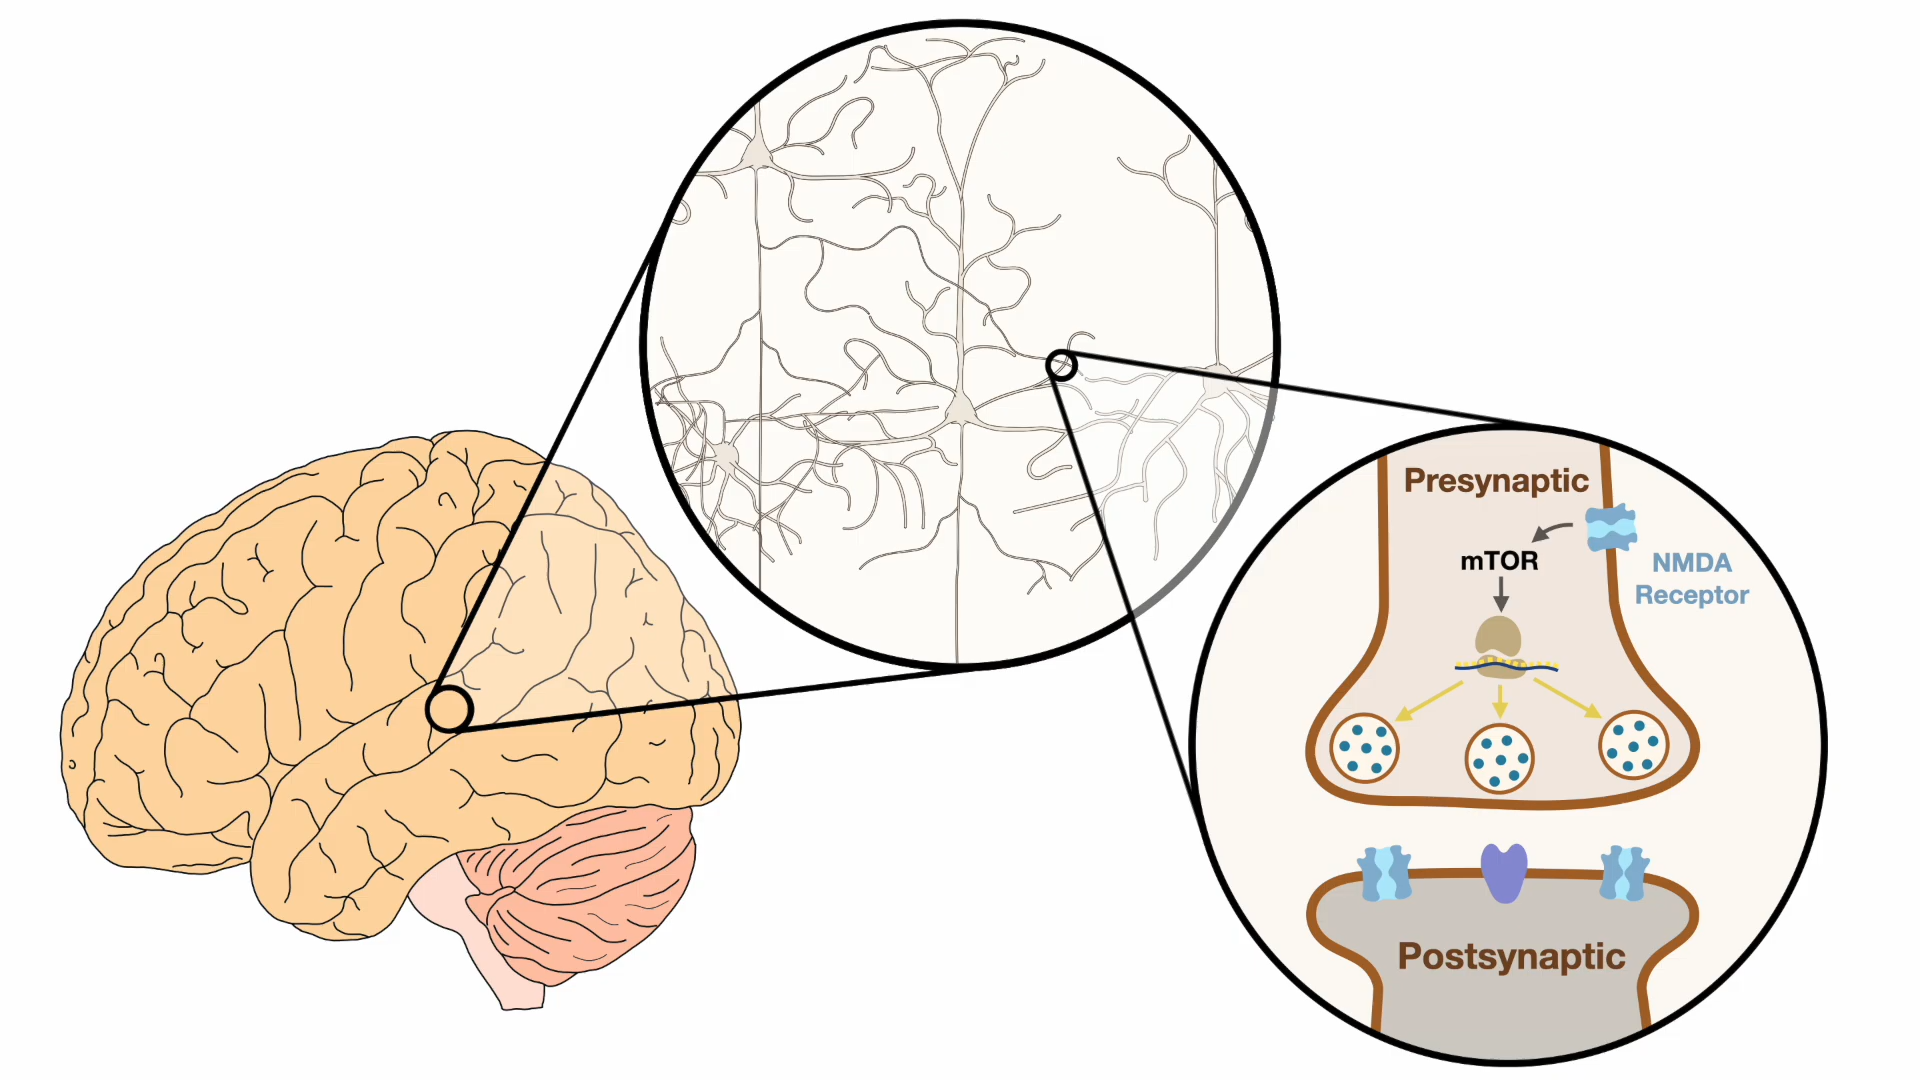 Presynaptic
mTOR
NMDA
Receptor
Postsynaptic